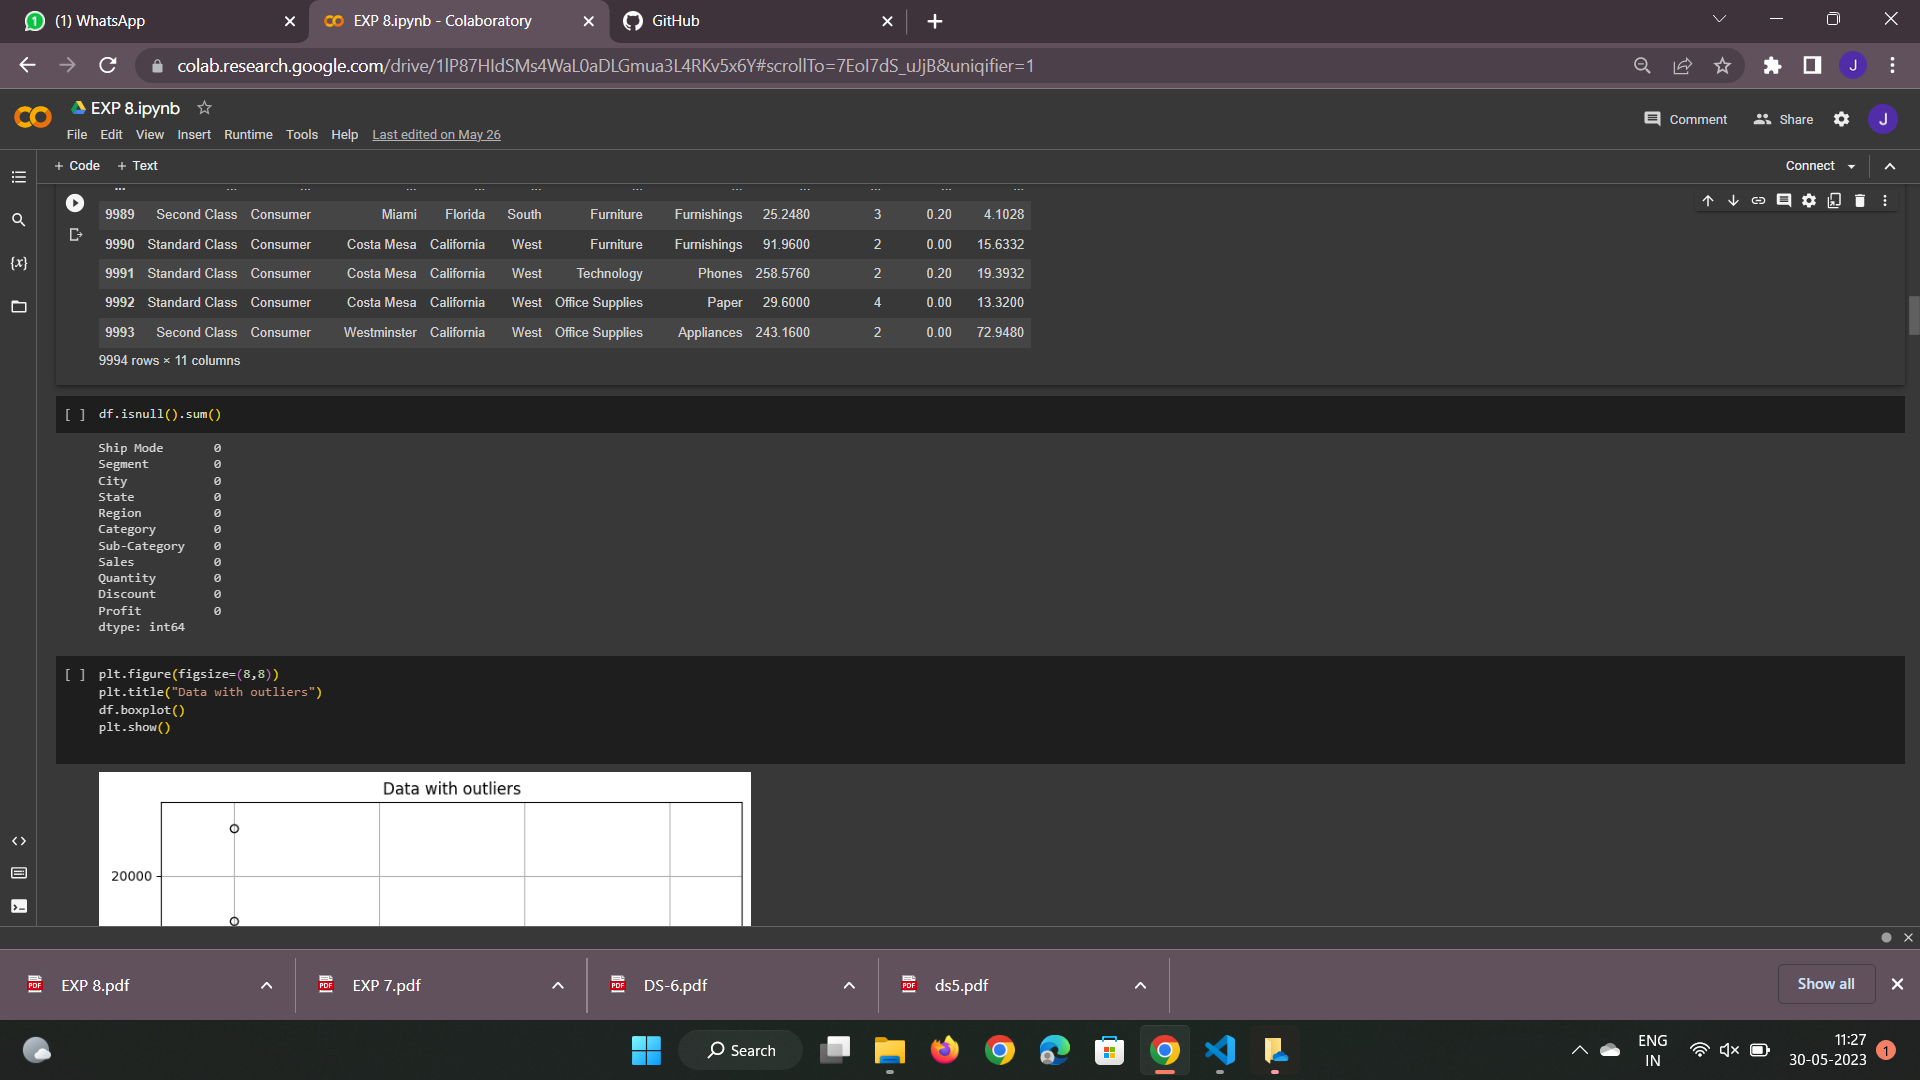 (1) WhatsApp
EXP 8.ipynb - Colaboratory
GitHub
colab.research.google.com/drive/1lP87HIdSMs4WaL0aDLGmua3L4RKv5x6Y#scrollTo=7EoI7dS_uJjB&uniqifier=1
J
EXP 8.ipynb
File Edit View Insert Runtime Tools Help Last edited on May 26
Comment Share J
+ Code + Text
Connect
... ... ... ... ... ... ... ... ... ... ... ...
9989 Second Class Consumer Miami Florida South Furniture Furnishings 25.2480 3 0.20 4.1028
9990 Standard Class Consumer Costa Mesa California West Furniture Furnishings 91.9600 2 0.00 15.6332
9991 Standard Class Consumer Costa Mesa California West Technology Phones 258.5760 2 0.20 19.3932
9992 Standard Class Consumer Costa Mesa California West Office Supplies Paper 29.6000 4 0.00 13.3200
9993 Second Class Consumer Westminster California West Office Supplies Appliances 243.1600 2 0.00 72.9480
9994 rows × 11 columns
[ ] df.isnull().sum()
Ship Mode 0
Segment 0
City 0
State 0
Region 0
Category 0
Sub-Category 0
Sales 0
Quantity 0
Discount 0
Profit 0
dtype: int64
[ ] plt.figure(figsize=(8,8))
plt.title("Data with outliers")
df.boxplot()
plt.show()
Data with outliers
20000
EXP 8.pdf
EXP 7.pdf
DS-6.pdf
ds5.pdf
Show all
Search
ENG
IN
11:27
30-05-2023
1